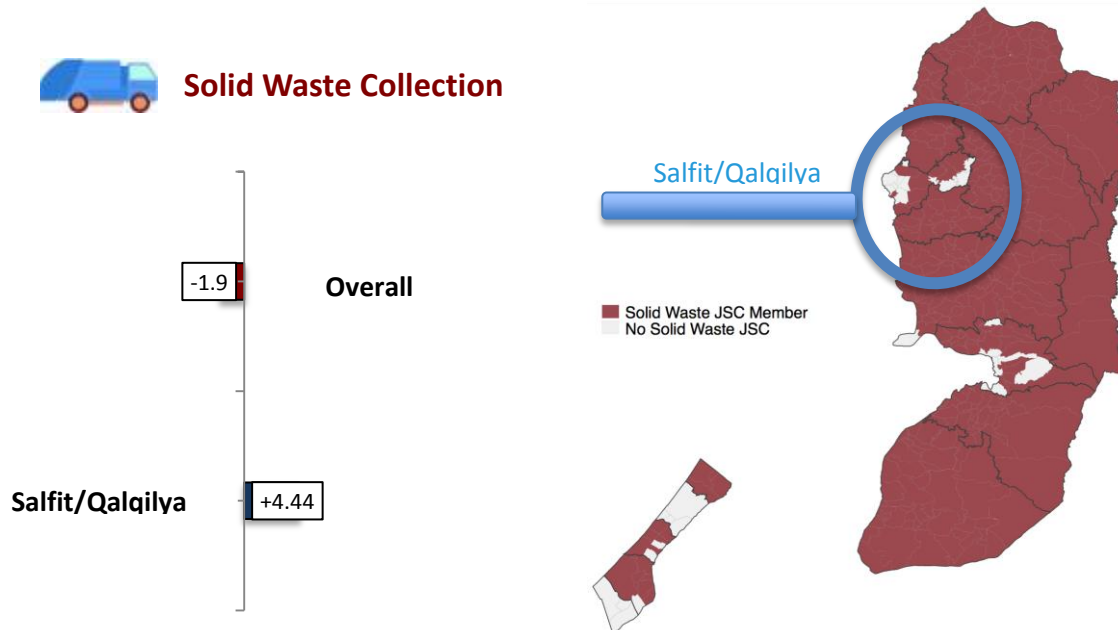 Solid Waste Collection
Salfit/Qalqilya
-1.9
Overall
Solid Waste JSC Member
No Solid Waste JSC
Salfit/Qalqilya
+4.44